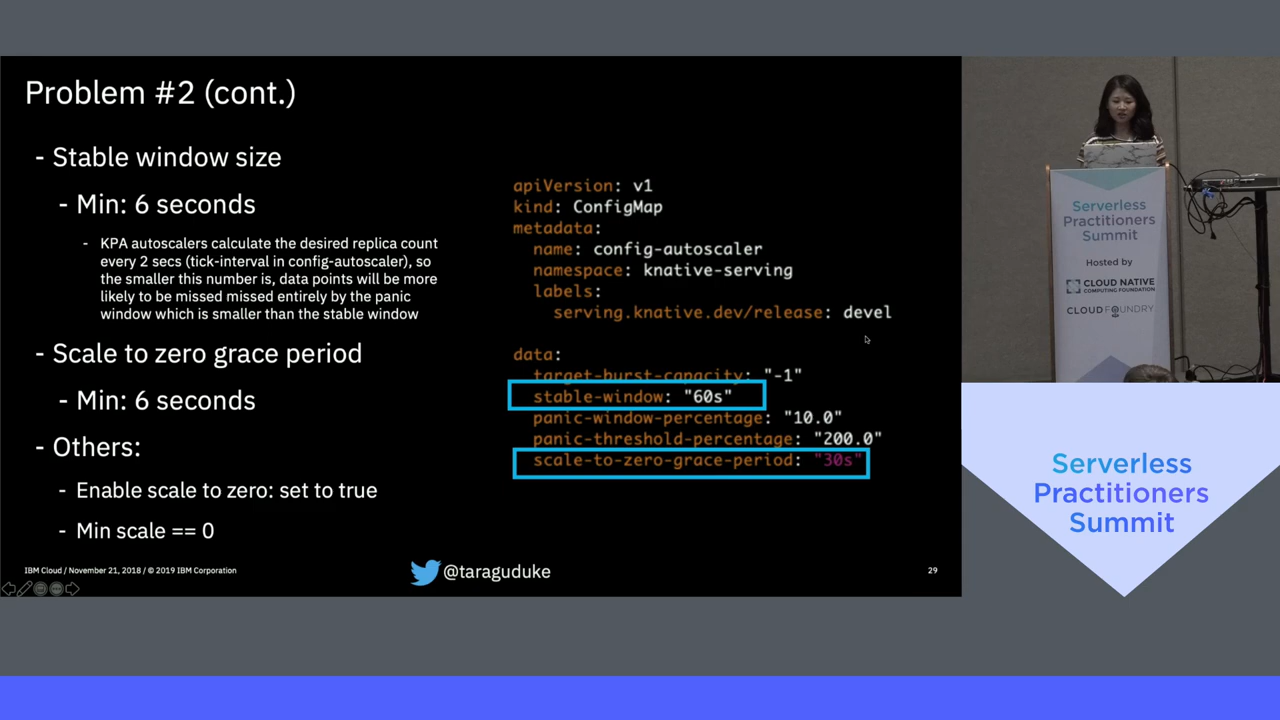 Problem #2 (cont.)
- Stable window size
- Min: 6 seconds
- KPA autoscalers calculate the desired replica count
every 2 secs (tick-interval in config-autoscaler), so
the smaller this number is, data points will be more
likely to be missed missed entirely by the panic
window which is smaller than the stable window
- Scale to zero grace period
- Min: 6 seconds
- Others:
- Enable scale to zero: set to true
- Min scale == 0
apiVersion: v1
kind: ConfigMap
metadata:
name: config-autoscaler
namespace: knative-serving
labels:
serving.knative.dev/release: devel
data:
target-burst-capacity: "-1"
stable-window: "60s"
panic-window-percentage: "10.0"
panic-threshold-percentage: "200.0"
scale-to-zero-grace-period: "30s"
IBM Cloud / November 21, 2018 / © 2019 IBM Corporation
@taraguduke
29
Serverless
Practitioners
Summit
Hosted by
CLOUD NATIVE
COMPUTING FOUNDATION
CLOUD FOUNDRY
Serverless
Practitioners
Summit